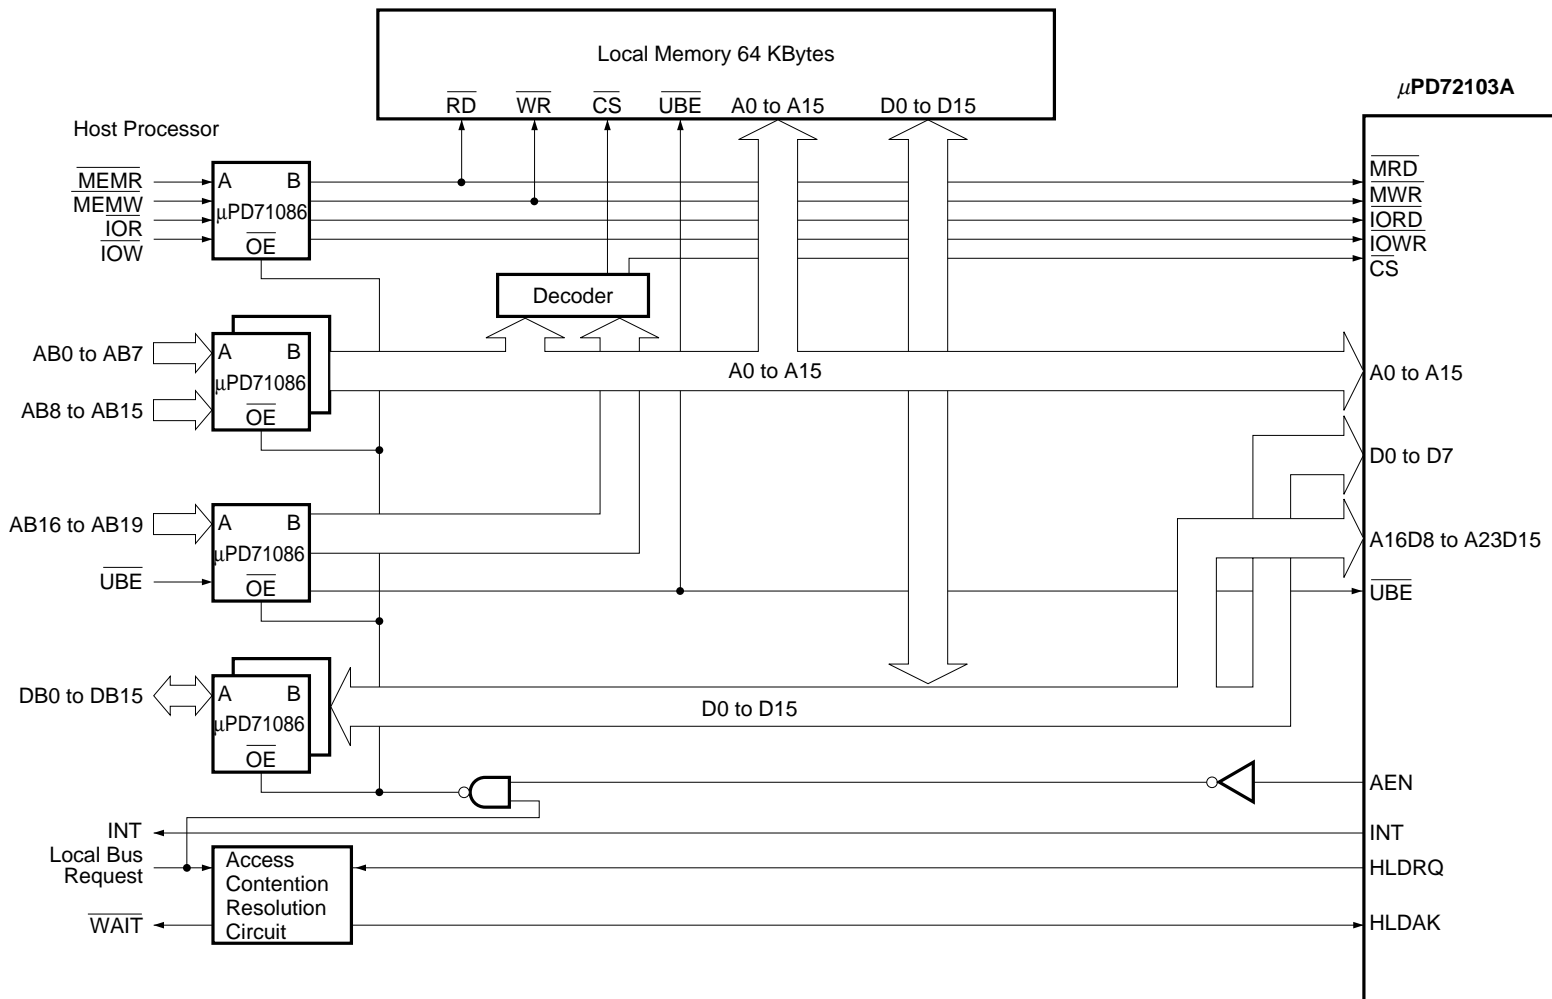 Local Memory 64 KBytes
RD WR CS UBE A0 to A15 D0 to D15
μPD72103A
Host Processor
MEMR
MEMW
IOR
IOW
A B
μPD71086
OE
MRD
MWR
IORD
IOWR
CS
Decoder
AB0 to AB7
AB8 to AB15
A B
μPD71086
OE
A0 to A15
A0 to A15
D0 to D7
AB16 to AB19
UBE
A B
μPD71086
OE
A16D8 to A23D15
UBE
DB0 to DB15
A B
μPD71086
OE
D0 to D15
AEN
INT
INT
Local Bus
Request
Access
Contention
Resolution
Circuit
HLDRQ
WAIT
HLDAK